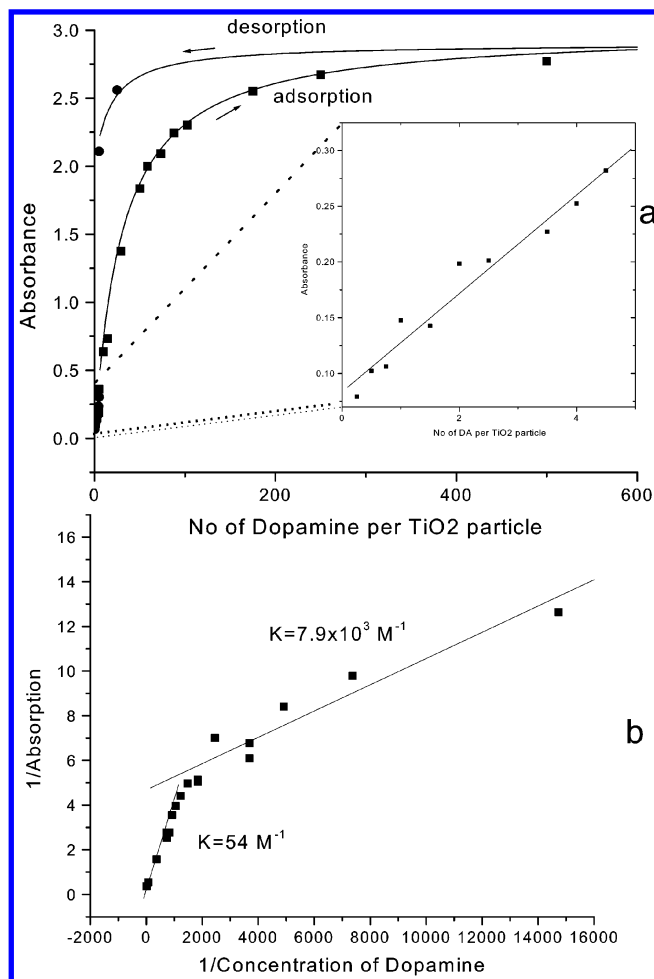 3.0
2.5
2.0
1.5
1.0
0.5
0.0
Absorbance
desorption
adsorption
0.30
0.25
0.20
0.15
0.10
Absorbance
0 2 4
No of DA per TiO2 particle
a
0 200 400 600
No of Dopamine per TiO2 particle
16
14
12
10
8
6
4
2
0
1/Absorption
K=7.9x10³ M⁻¹
K=54 M⁻¹
b
-2000 0 2000 4000 6000 8000 10000 12000 14000 16000
1/Concentration of Dopamine